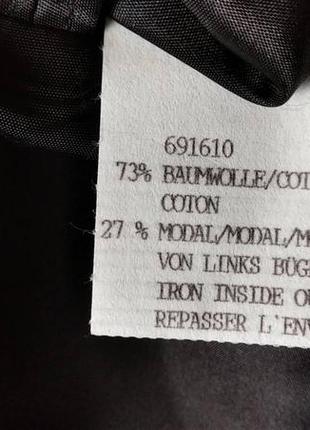 691610
73% BAUMWOLLE/COT
COTON
27 % MODAL/MODAL/M
VON LINKS BÜG
IRON INSIDE OU
REPASSER L'ENV